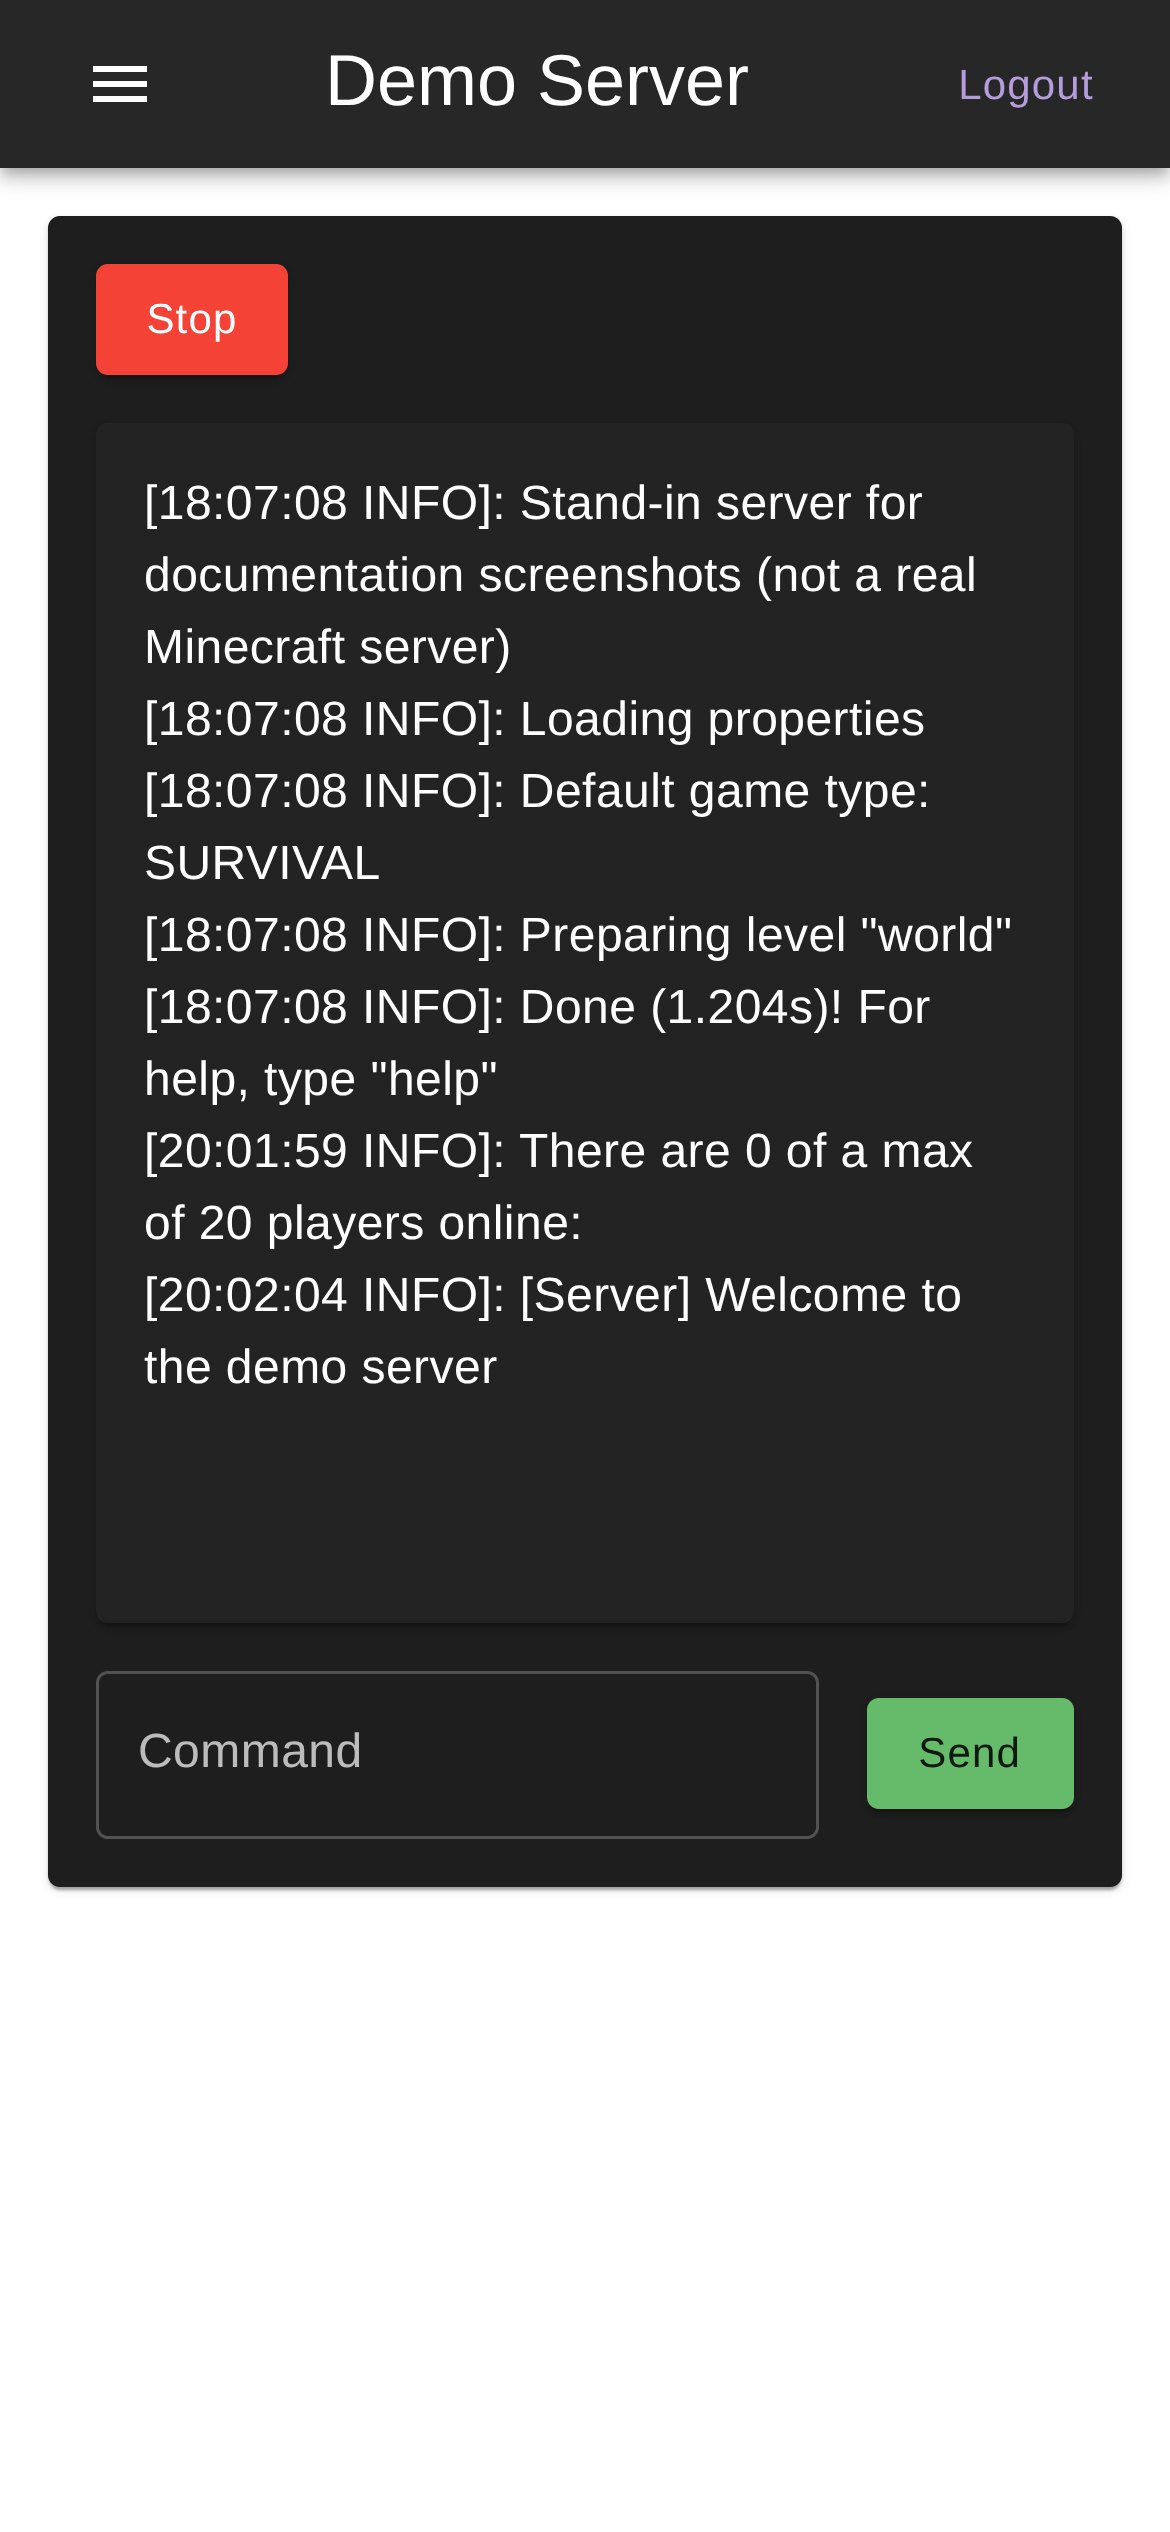 Demo Server
Logout
Stop
[18:07:08 INFO]: Stand-in server for
documentation screenshots (not a real
Minecraft server)
[18:07:08 INFO]: Loading properties
[18:07:08 INFO]: Default game type:
SURVIVAL
[18:07:08 INFO]: Preparing level "world"
[18:07:08 INFO]: Done (1.204s)! For
help, type "help"
[20:01:59 INFO]: There are 0 of a max
of 20 players online:
[20:02:04 INFO]: [Server] Welcome to
the demo server
Command
Send